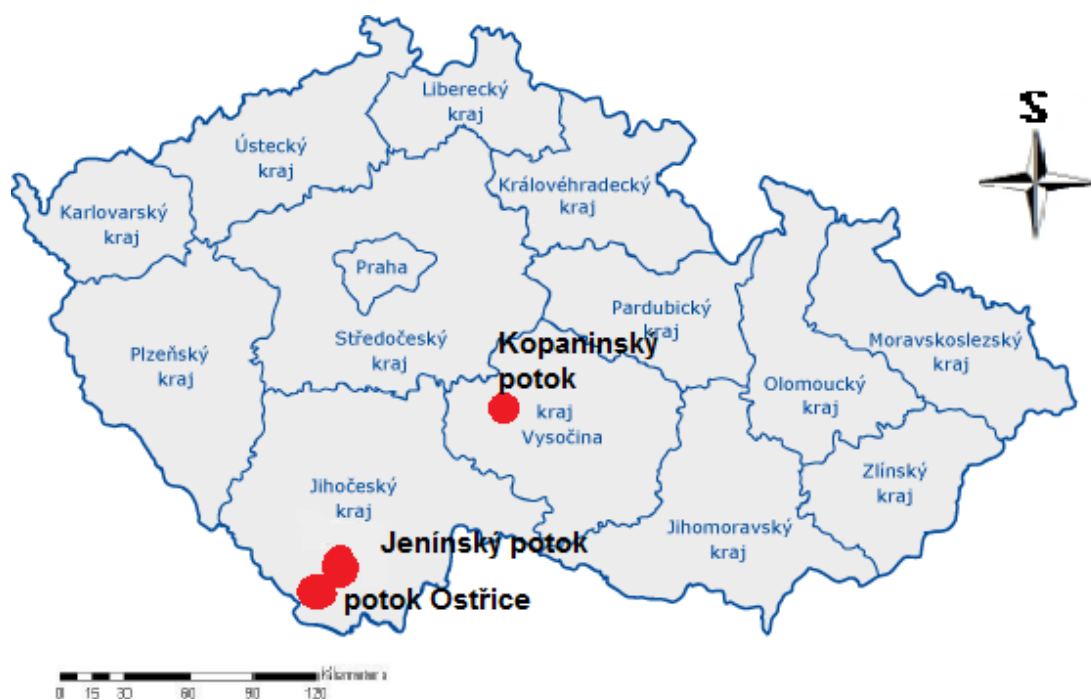 Liberecký
kraj
Ústecký
kraj
S
Královéhradecký
kraj
Karlovarský
kraj
Praha
Pardubický
kraj
Středočeský
kraj
Plzeňský
kraj
Kopaninský
potok
Moravskoslezský
kraj
Olomoucký
kraj
kraj
Vysočina
Zlínský
kraj
Jihočeský
kraj
Jihomoravský
kraj
Jenínský potok
potok Ostřice
Kilometers
0 15 30 60 90 120